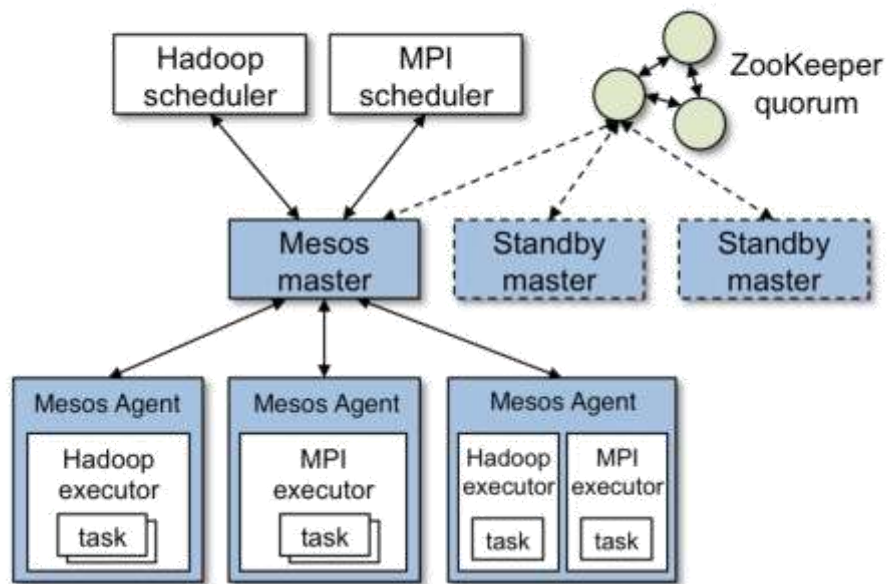 Hadoop
scheduler
MPI
scheduler
ZooKeeper
quorum
Mesos
master
Standby
master
Standby
master
Mesos Agent
Hadoop
executor
task
Mesos Agent
MPI
executor
task
Mesos Agent
Hadoop
executor
task
MPI
executor
task